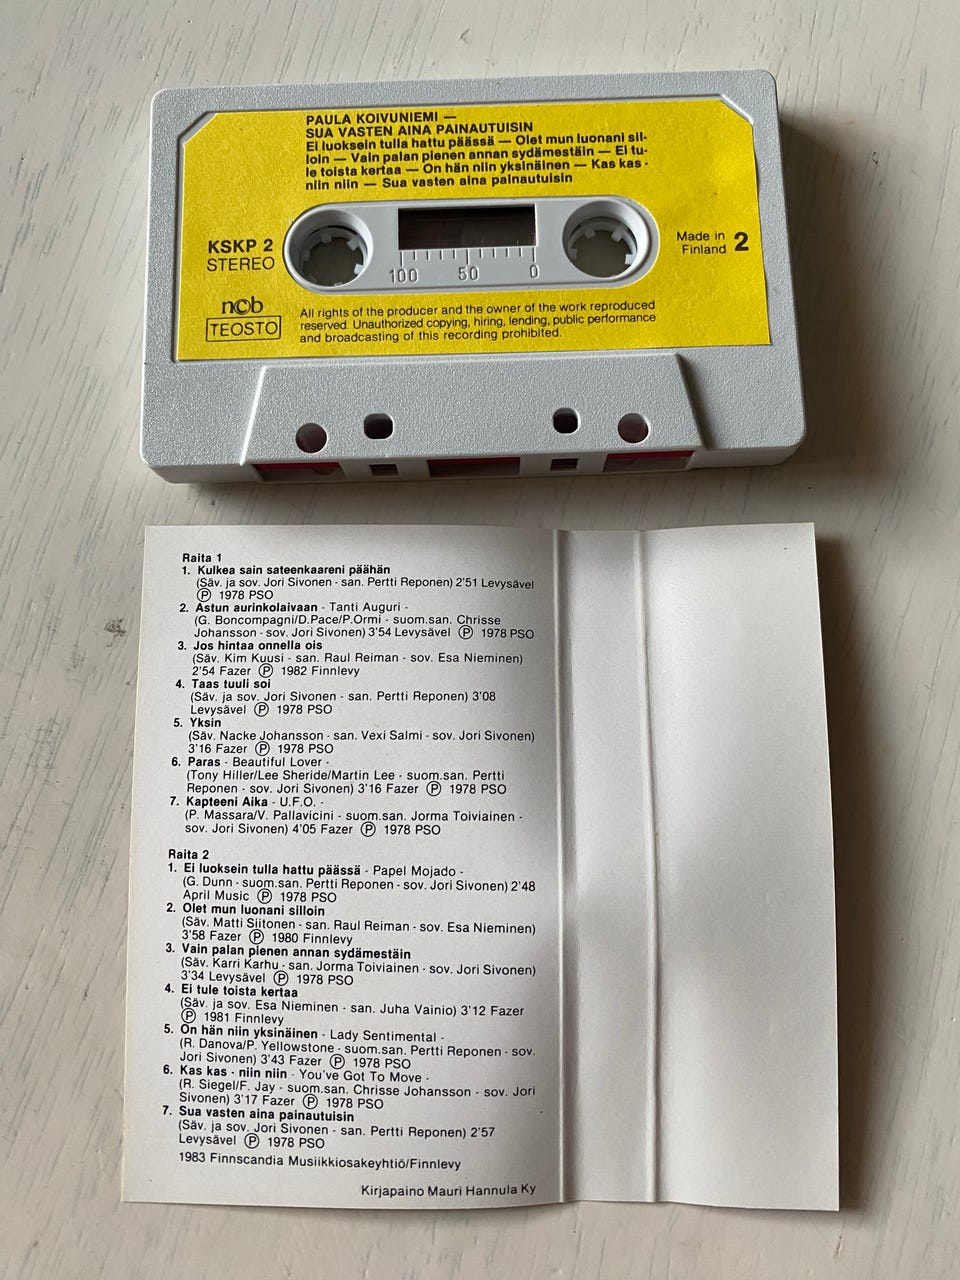 PAULA KOIVUNIEMI —
SUA VASTEN AINA PAINAUTUISIN
Ei luoksein tulla hattu päässä — Olet mun luonani sil-
loin — Vain palan pienen annan sydämestäin — Ei tu-
le toista kertaa — On hän niin yksinäinen — Kas kas -
niin niin — Sua vasten aina painautuisin
KSKP 2
STEREO
100 50 0
Made in
Finland
2
ncb
TEOSTO
All rights of the producer and the owner of the work reproduced
reserved. Unauthorized copying, hiring, lending, public performance
and broadcasting of this recording prohibited.
Raita 1
1. Kulkea sain sateenkaareni päähän
(Säv. ja sov. Jori Sivonen - san. Pertti Reponen) 2'51 Levysävel
Ⓟ 1978 PSO
2. Astun aurinkolaivaan - Tanti Auguri -
(G. Boncompagni/D.Pace/P.Ormi - suom.san. Chrisse
Johansson - sov. Jori Sivonen) 3'54 Levysävel Ⓟ 1978 PSO
3. Jos hintaa onnella ois
(Säv. Kim Kuusi - san. Raul Reiman - sov. Esa Nieminen)
2'54 Fazer Ⓟ 1982 Finnlevy
4. Taas tuuli soi
(Säv. ja sov. Jori Sivonen - san. Pertti Reponen) 3'08
Levysävel Ⓟ 1978 PSO
5. Yksin
(Säv. Nacke Johansson - san. Vexi Salmi - sov. Jori Sivonen)
3'16 Fazer Ⓟ 1978 PSO
6. Paras - Beautiful Lover -
(Tony Hiller/Lee Sheride/Martin Lee - suom.san. Pertti
Reponen - sov. Jori Sivonen) 3'16 Fazer Ⓟ 1978 PSO
7. Kapteeni Aika - U.F.O. -
(P. Massara/V. Pallavicini - suom.san. Jorma Toiviainen -
sov. Jori Sivonen) 4'05 Fazer Ⓟ 1978 PSO
Raita 2
1. Ei luoksein tulla hattu päässä - Papel Mojado -
(G. Dunn - suom.san. Pertti Reponen - sov. Jori Sivonen) 2'48
April Music Ⓟ 1978 PSO
2. Olet mun luonani silloin
(Säv. Matti Siitonen - san. Raul Reiman - sov. Esa Nieminen)
3'58 Fazer Ⓟ 1980 Finnlevy
3. Vain palan pienen annan sydämestäin
(Säv. Karri Karhu - san. Jorma Toiviainen - sov. Jori Sivonen)
3'34 Levysävel Ⓟ 1978 PSO
4. Ei tule toista kertaa
(Säv. ja sov. Esa Nieminen - san. Juha Vainio) 3'12 Fazer
Ⓟ 1981 Finnlevy
5. On hän niin yksinäinen - Lady Sentimental -
(R. Danova/P. Yellowstone - suom.san. Pertti Reponen - sov.
Jori Sivonen) 3'43 Fazer Ⓟ 1978 PSO
6. Kas kas - niin niin - You've Got To Move -
(R. Siegel/F. Jay - suom.san. Chrisse Johansson - sov. Jori
Sivonen) 3'17 Fazer Ⓟ 1978 PSO
7. Sua vasten aina painautuisin
(Säv. ja sov. Jori Sivonen - san. Pertti Reponen) 2'57
Levysävel Ⓟ 1978 PSO
1983 Finnscandia Musiikkiosakeyhtiö/Finnlevy
Kirjapaino Mauri Hannula Ky